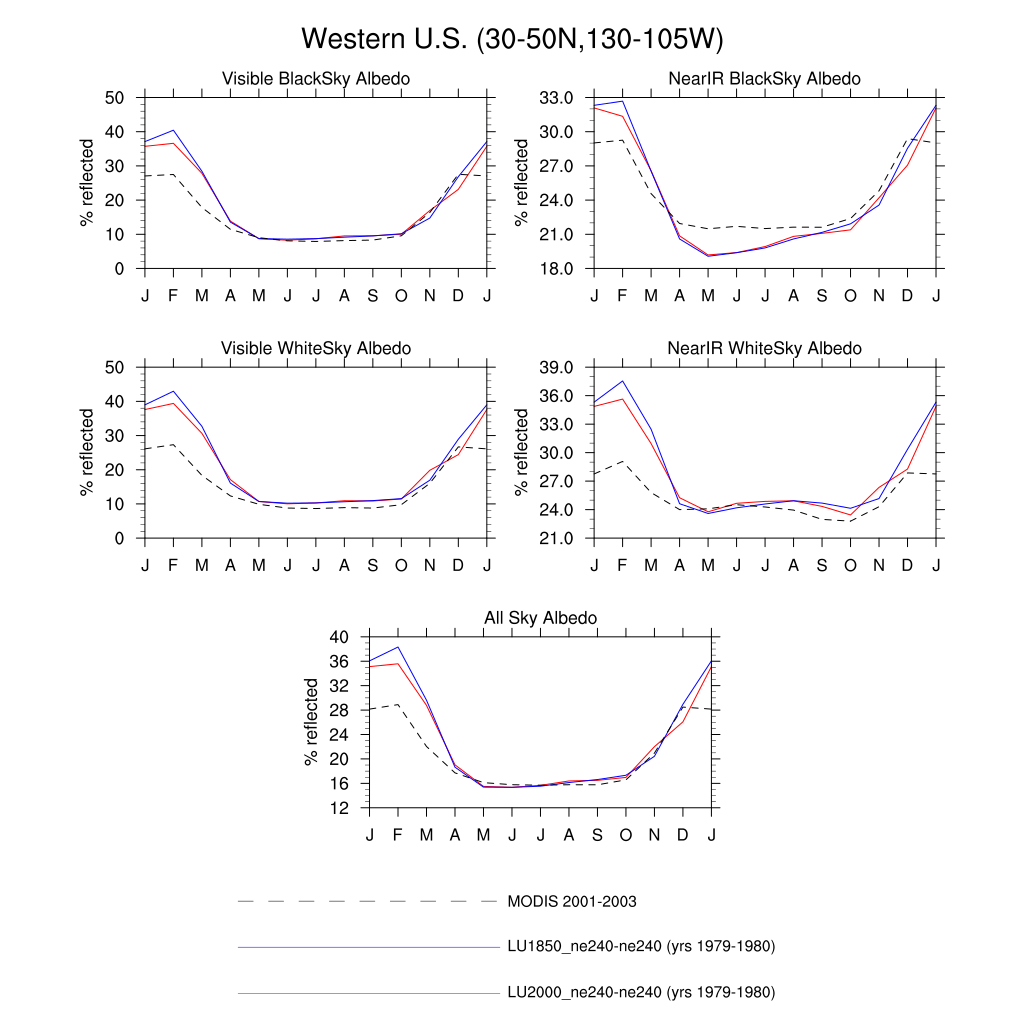 Western U.S. (30-50N,130-105W)
Visible BlackSky Albedo
% reflected
50
40
30
20
10
0
J F M A M J J A S O N D J
NearIR BlackSky Albedo
% reflected
33.0
30.0
27.0
24.0
21.0
18.0
J F M A M J J A S O N D J
Visible WhiteSky Albedo
% reflected
50
40
30
20
10
0
J F M A M J J A S O N D J
NearIR WhiteSky Albedo
% reflected
39.0
36.0
33.0
30.0
27.0
24.0
21.0
J F M A M J J A S O N D J
All Sky Albedo
% reflected
40
36
32
28
24
20
16
12
J F M A M J J A S O N D J
MODIS 2001-2003
LU1850_ne240-ne240 (yrs 1979-1980)
LU2000_ne240-ne240 (yrs 1979-1980)